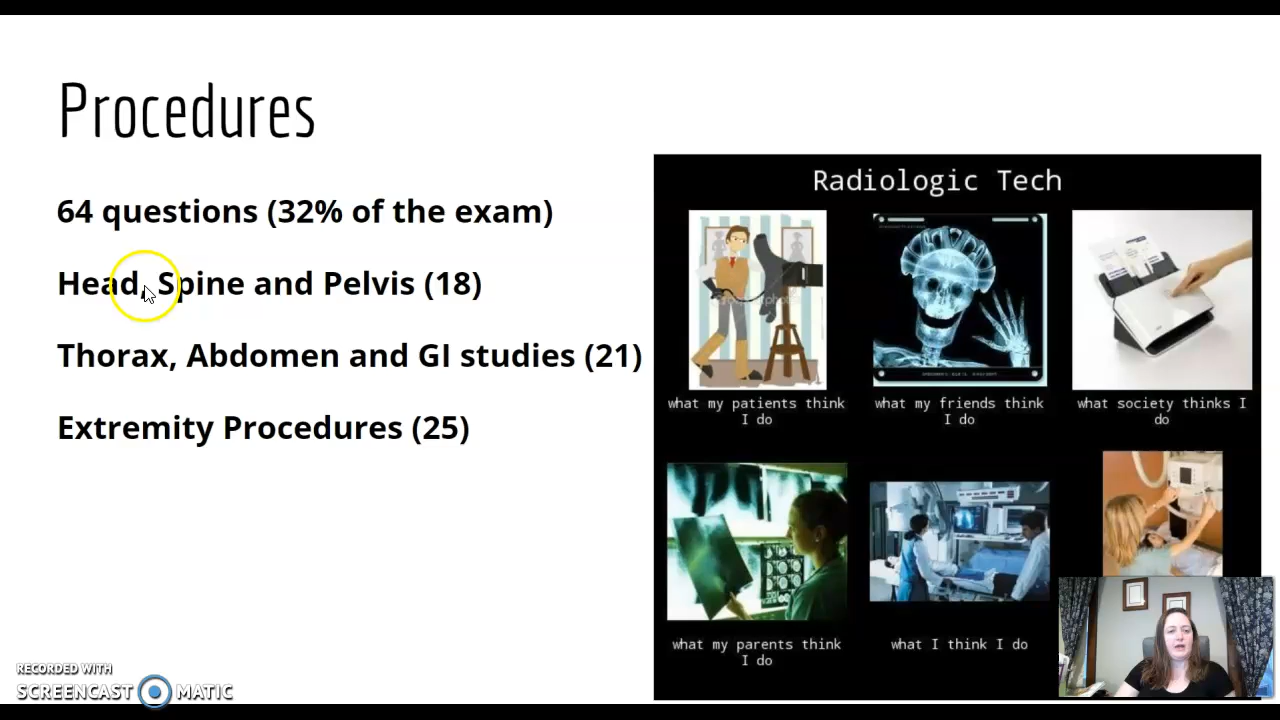 Procedures
64 questions (32% of the exam)
Head, Spine and Pelvis (18)
Thorax, Abdomen and GI studies (21)
Extremity Procedures (25)
Radiologic Tech
what my patients think
I do
what my friends think
I do
what society thinks I
do
what my parents think
I do
what I think I do
RECORDED WITH
SCREENCAST MATIC